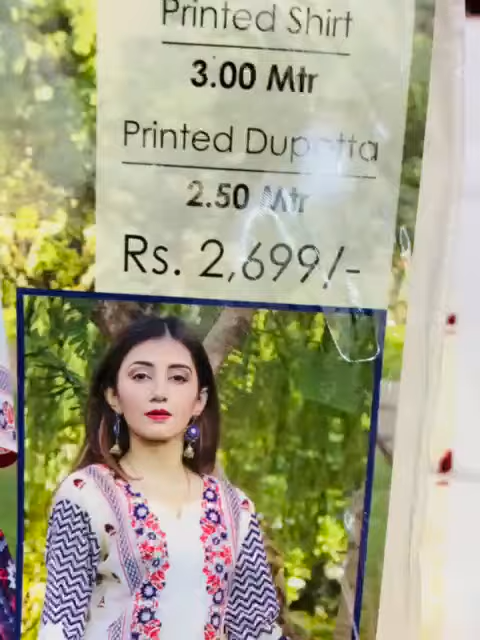 Printed Shirt
3.00 Mtr
Printed Dupatta
2.50 Mtr
Rs. 2,699/-